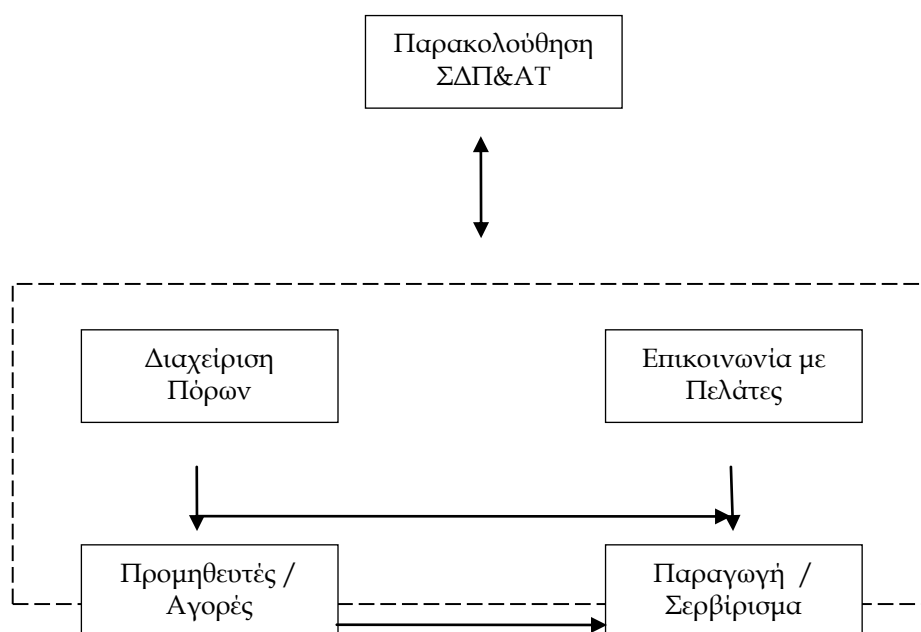 Παρακολούθηση
ΣΔΠ&ΑΤ
Διαχείριση
Πόρων
Επικοινωνία με
Πελάτες
Προμηθευτές /
Αγορές
Παραγωγή /
Σερβίρισμα